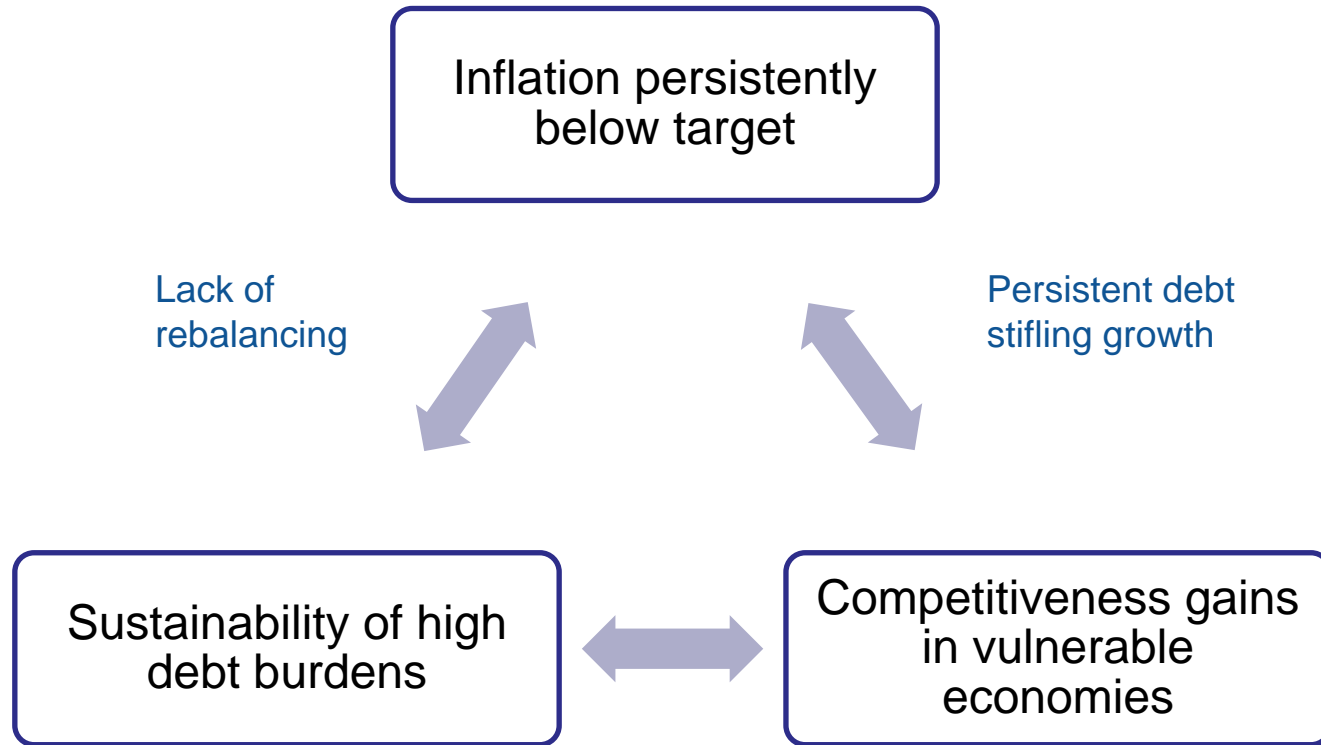 Inflation persistently
below target
Lack of
rebalancing
Persistent debt
stifling growth
Sustainability of high
debt burdens
Competitiveness gains
in vulnerable
economies